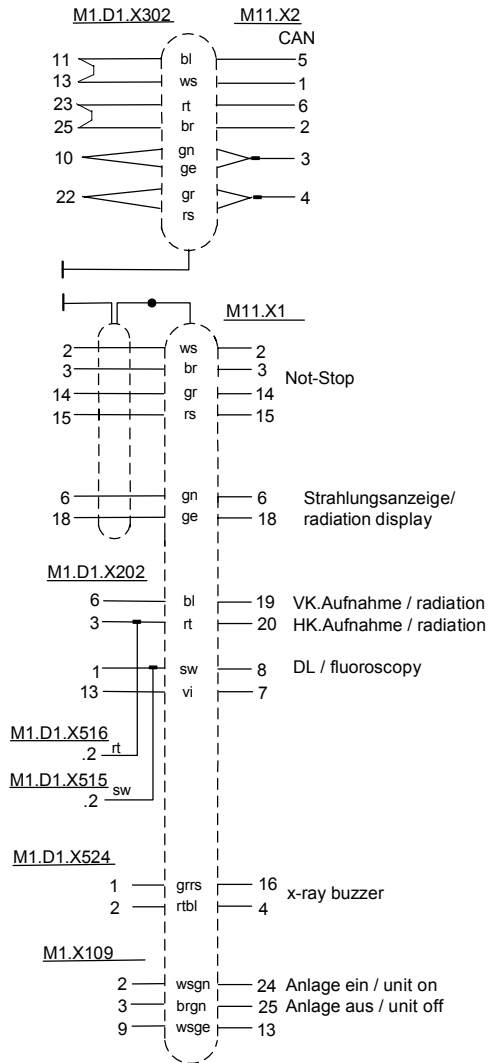 M1.D1.X302 M11.X2
CAN
11 bl 5
13 ws 1
23 rt 6
25 br 2
10 gn 3
ge
22 gr 4
rs
M11.X1
2 ws 2
3 br 3
Not-Stop
14 gr 14
15 rs 15
6 gn 6 Strahlungsanzeige/
18 ge 18 radiation display
M1.D1.X202
6 bl 19 VK.Aufnahme / radiation
3 rt 20 HK.Aufnahme / radiation
1 sw 8 DL / fluoroscopy
13 vi 7
M1.D1.X516
.2 rt
M1.D1.X515
.2 sw
M1.D1.X524
1 grrs 16 x-ray buzzer
2 rtbl 4
M1.X109
2 wsgn 24 Anlage ein / unit on
3 brgn 25 Anlage aus / unit off
9 wsge 13